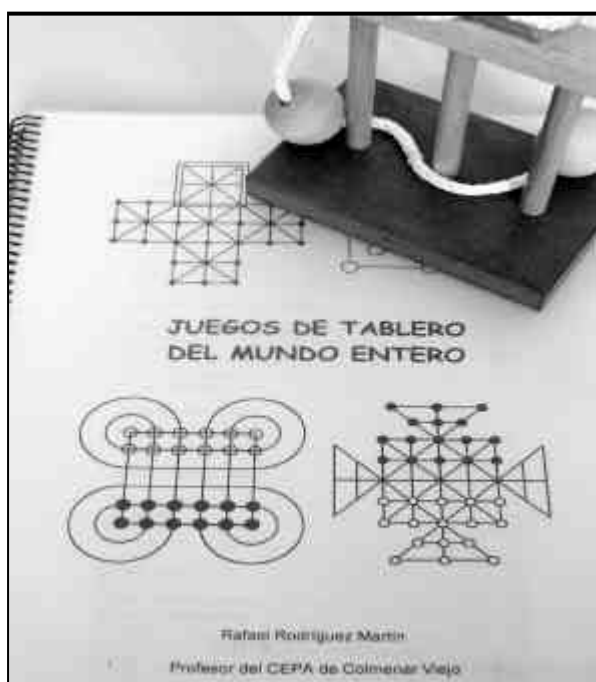 JUEGOS DE TABLERO
DEL MUNDO ENTERO
Rafael Rodríguez Martín
Profesor del CEPA de Colmenar Viejo